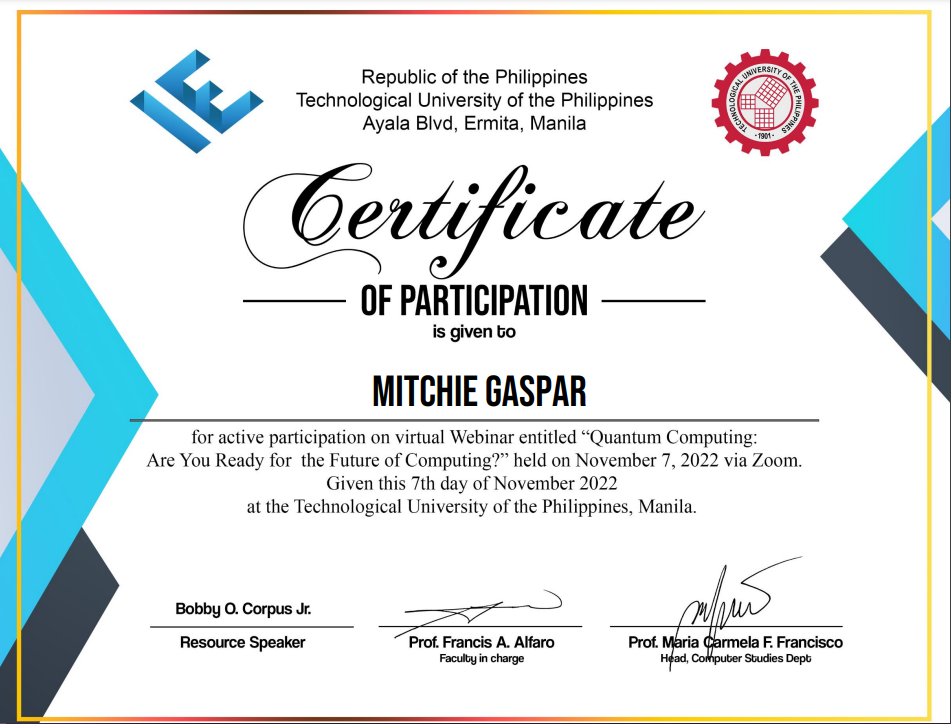 Republic of the Philippines
Technological University of the Philippines
Ayala Blvd, Ermita, Manila
TECHNOLOGICAL UNIVERSITY OF THE PHILIPPINES
- 1901 -
Certificate
OF PARTICIPATION
is given to
MITCHIE GASPAR
for active participation on virtual Webinar entitled “Quantum Computing:
Are You Ready for the Future of Computing?” held on November 7, 2022 via Zoom.
Given this 7th day of November 2022
at the Technological University of the Philippines, Manila.
Bobby O. Corpus Jr.
Resource Speaker
Prof. Francis A. Alfaro
Faculty in charge
Prof. Maria Carmela F. Francisco
Head, Computer Studies Dept